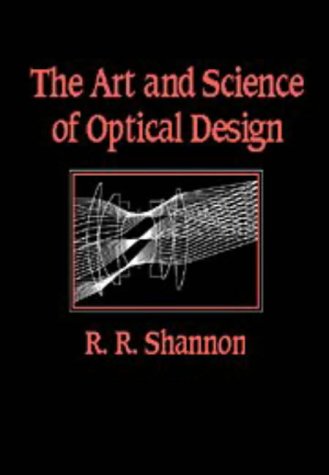 The Art and Science
of Optical Design
R. R. Shannon